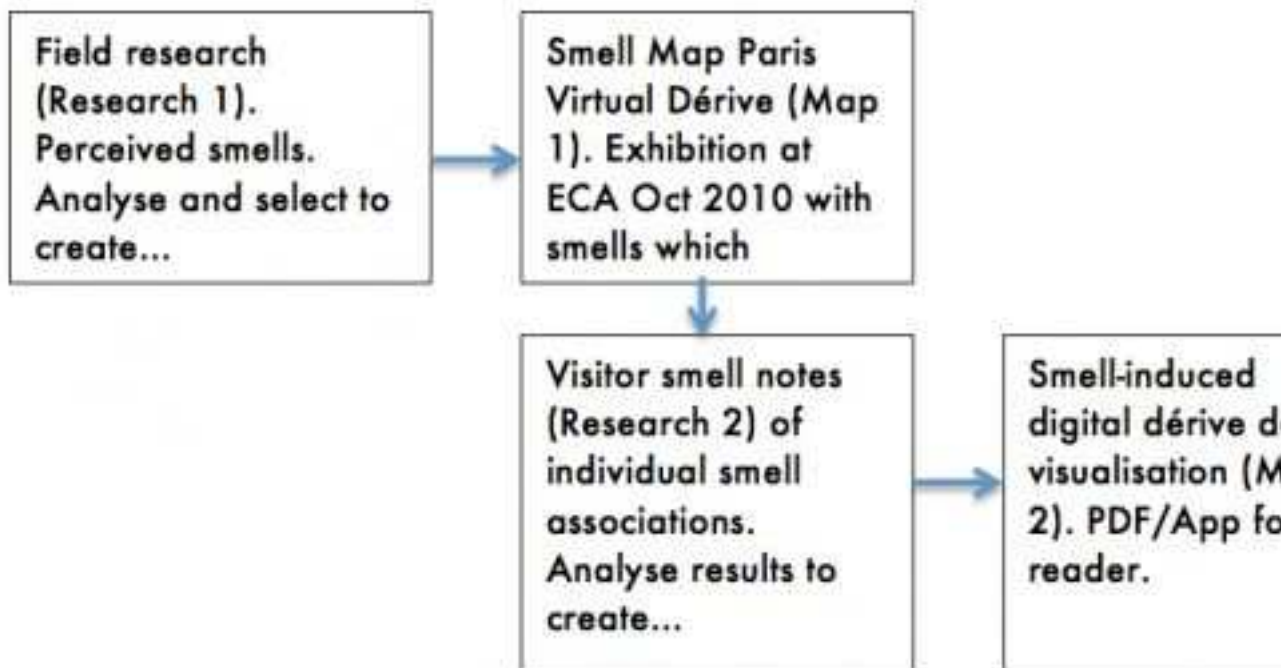 Field research
(Research 1).
Perceived smells.
Analyse and select to
create...
Smell Map Paris
Virtual Dérive (Map
1). Exhibition at
ECA Oct 2010 with
smells which
Visitor smell notes
(Research 2) of
individual smell
associations.
Analyse results to
create...
Smell-induced
digital dérive
visualisation
2). PDF/App
reader.